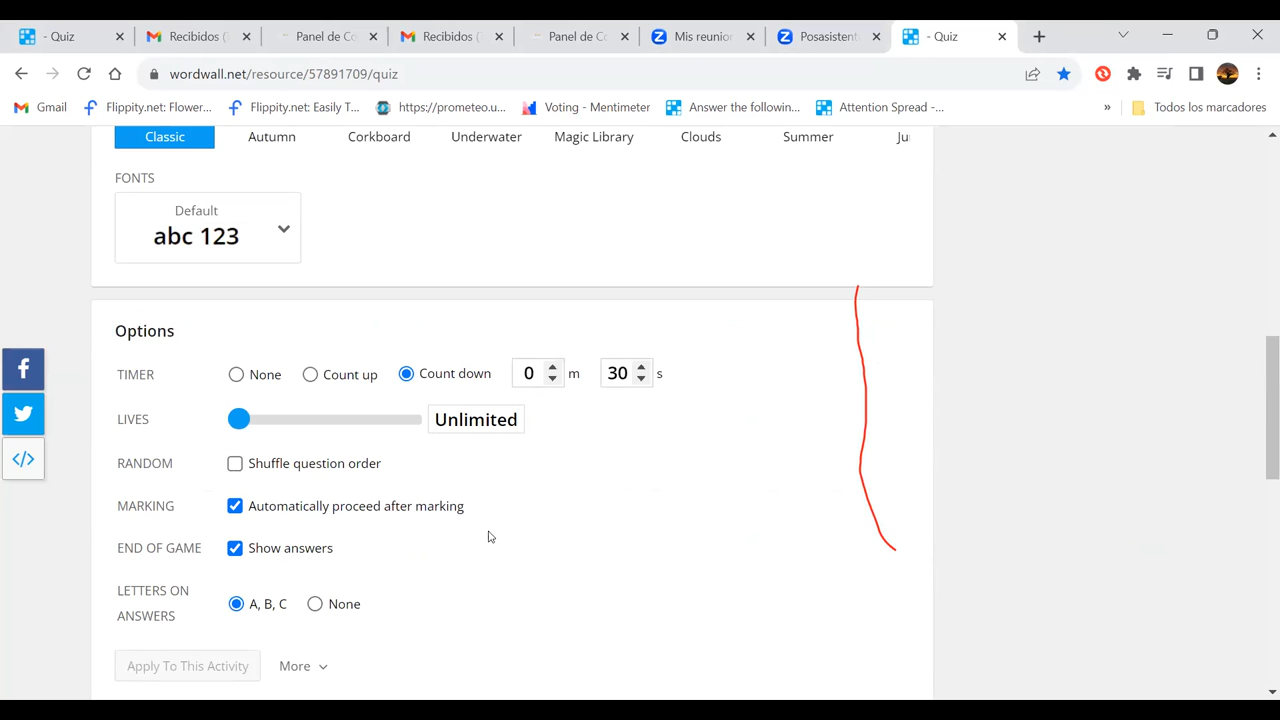 - Quiz
Recibidos (
Panel de Co
Recibidos (
Panel de Co
Mis reunior
Posasistent
- Quiz
wordwall.net/resource/57891709/quiz
Gmail
Flippity.net: Flower...
Flippity.net: Easily T...
https://prometeo.u...
Voting - Mentimeter
Answer the followin...
Attention Spread -...
»
Todos los marcadores
Classic
Autumn
Corkboard
Underwater
Magic Library
Clouds
Summer
Ju
FONTS
Default
abc 123
Options
TIMER None Count up Count down 0 m 30 s
LIVES Unlimited
RANDOM Shuffle question order
MARKING Automatically proceed after marking
END OF GAME Show answers
LETTERS ON
ANSWERS
A, B, C None
Apply To This Activity More